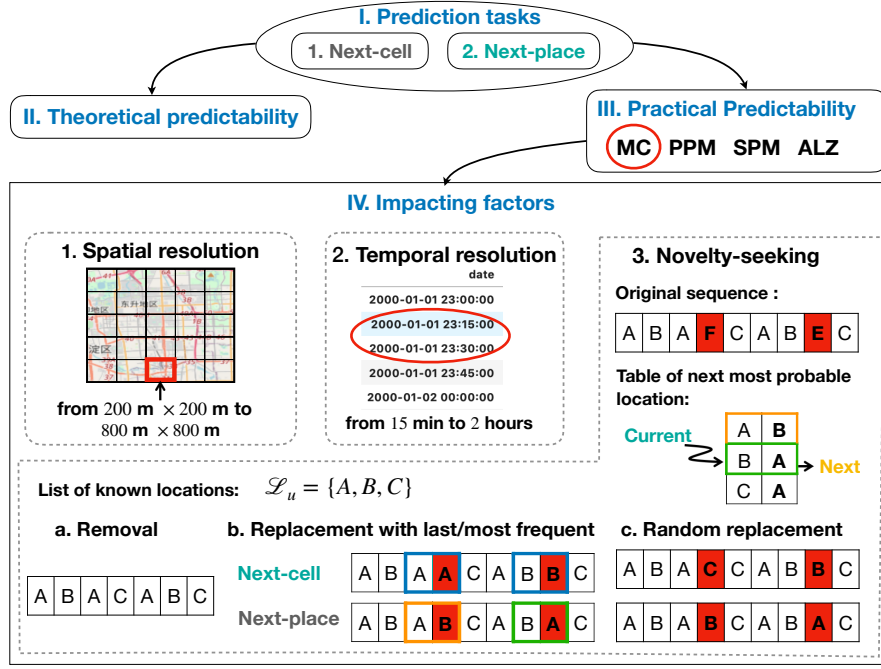 I. Prediction tasks
1. Next-cell
2. Next-place
II. Theoretical predictability
III. Practical Predictability
MC PPM SPM ALZ
IV. Impacting factors
1. Spatial resolution
东升地区
淀区
from 200 m × 200 m to
800 m × 800 m
2. Temporal resolution
date
2000-01-01 23:00:00
2000-01-01 23:15:00
2000-01-01 23:30:00
2000-01-01 23:45:00
2000-01-02 00:00:00
from 15 min to 2 hours
3. Novelty-seeking
Original sequence :
A B A F C A B E C
Table of next most probable
location:
Current
A B
B A
C A
Next
List of known locations: ℒu = {A, B, C}
a. Removal
A B A C A B C
b. Replacement with last/most frequent
Next-cell
A B A A C A B B C
Next-place
A B A B C A B A C
c. Random replacement
A B A C C A B B C
A B A B C A B A C